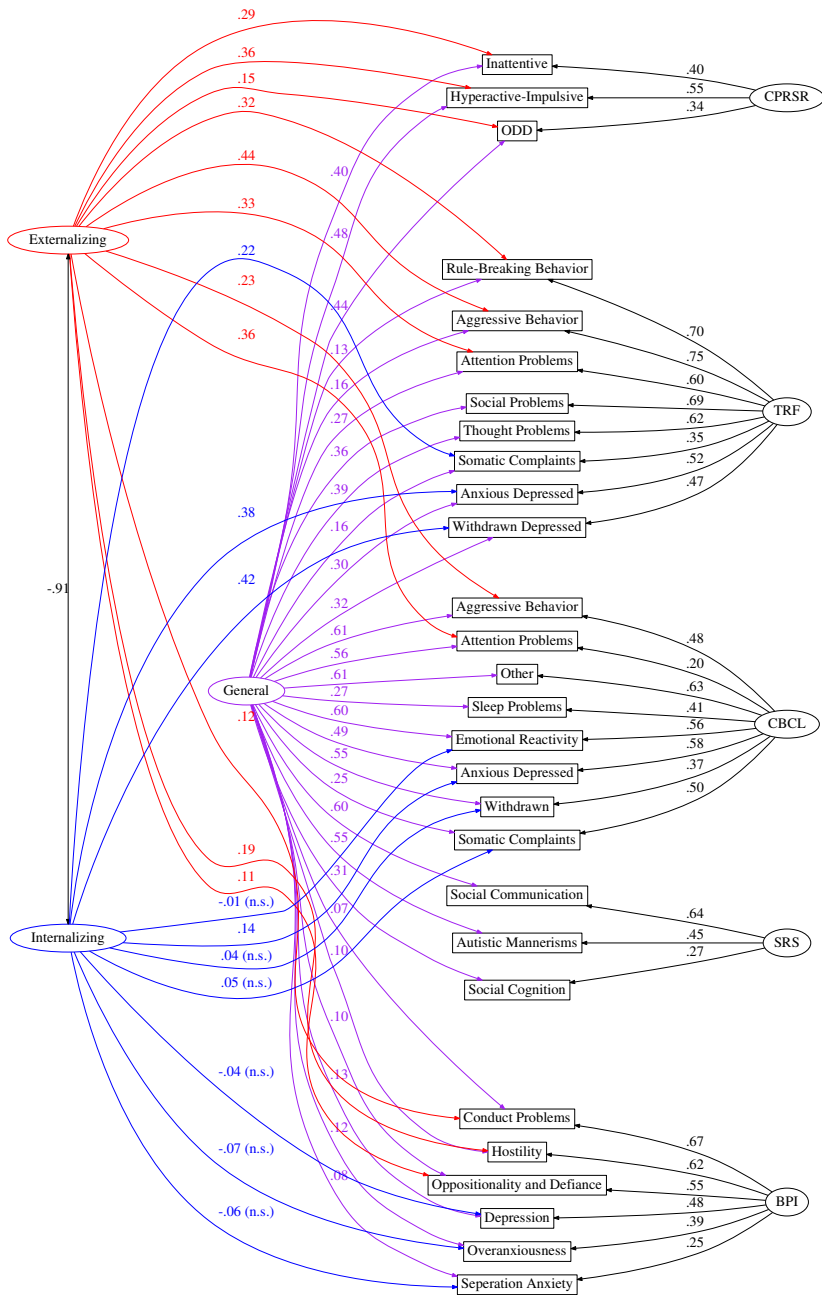 .29
Inattentive
.36
.40
Hyperactive-Impulsive
.55
CPRSR
.15
.34
.32
ODD
.40
.44
.33
.48
Externalizing
.22
Rule-Breaking Behavior
.23
.44
Aggressive Behavior
.70
.36
.13
.75
Attention Problems
.16
.60
.27
Social Problems
.69
TRF
.36
Thought Problems
.62
.39
Somatic Complaints
.35
.38
Anxious Depressed
.52
.16
Withdrawn Depressed
.47
.42
.30
-.91
.32
Aggressive Behavior
.61
Attention Problems
.48
.56
.20
.61
Other
.63
General
.27
Sleep Problems
.41
.12
.60
CBCL
.49
Emotional Reactivity
.56
.55
Anxious Depressed
.58
.25
Withdrawn
.37
.60
Somatic Complaints
.50
.19
.55
.11
.31
Social Communication
-.01 (n.s.)
.07
.64
Internalizing
.14
Autistic Mannerisms
.45
SRS
.04 (n.s.)
.10
.27
.05 (n.s.)
Social Cognition
.10
-.04 (n.s.)
.13
Conduct Problems
.12
.67
-.07 (n.s.)
Hostility
.62
.08
Oppositionality and Defiance
.55
BPI
-.06 (n.s.)
Depression
.48
Overanxiousness
.39
Seperation Anxiety
.25